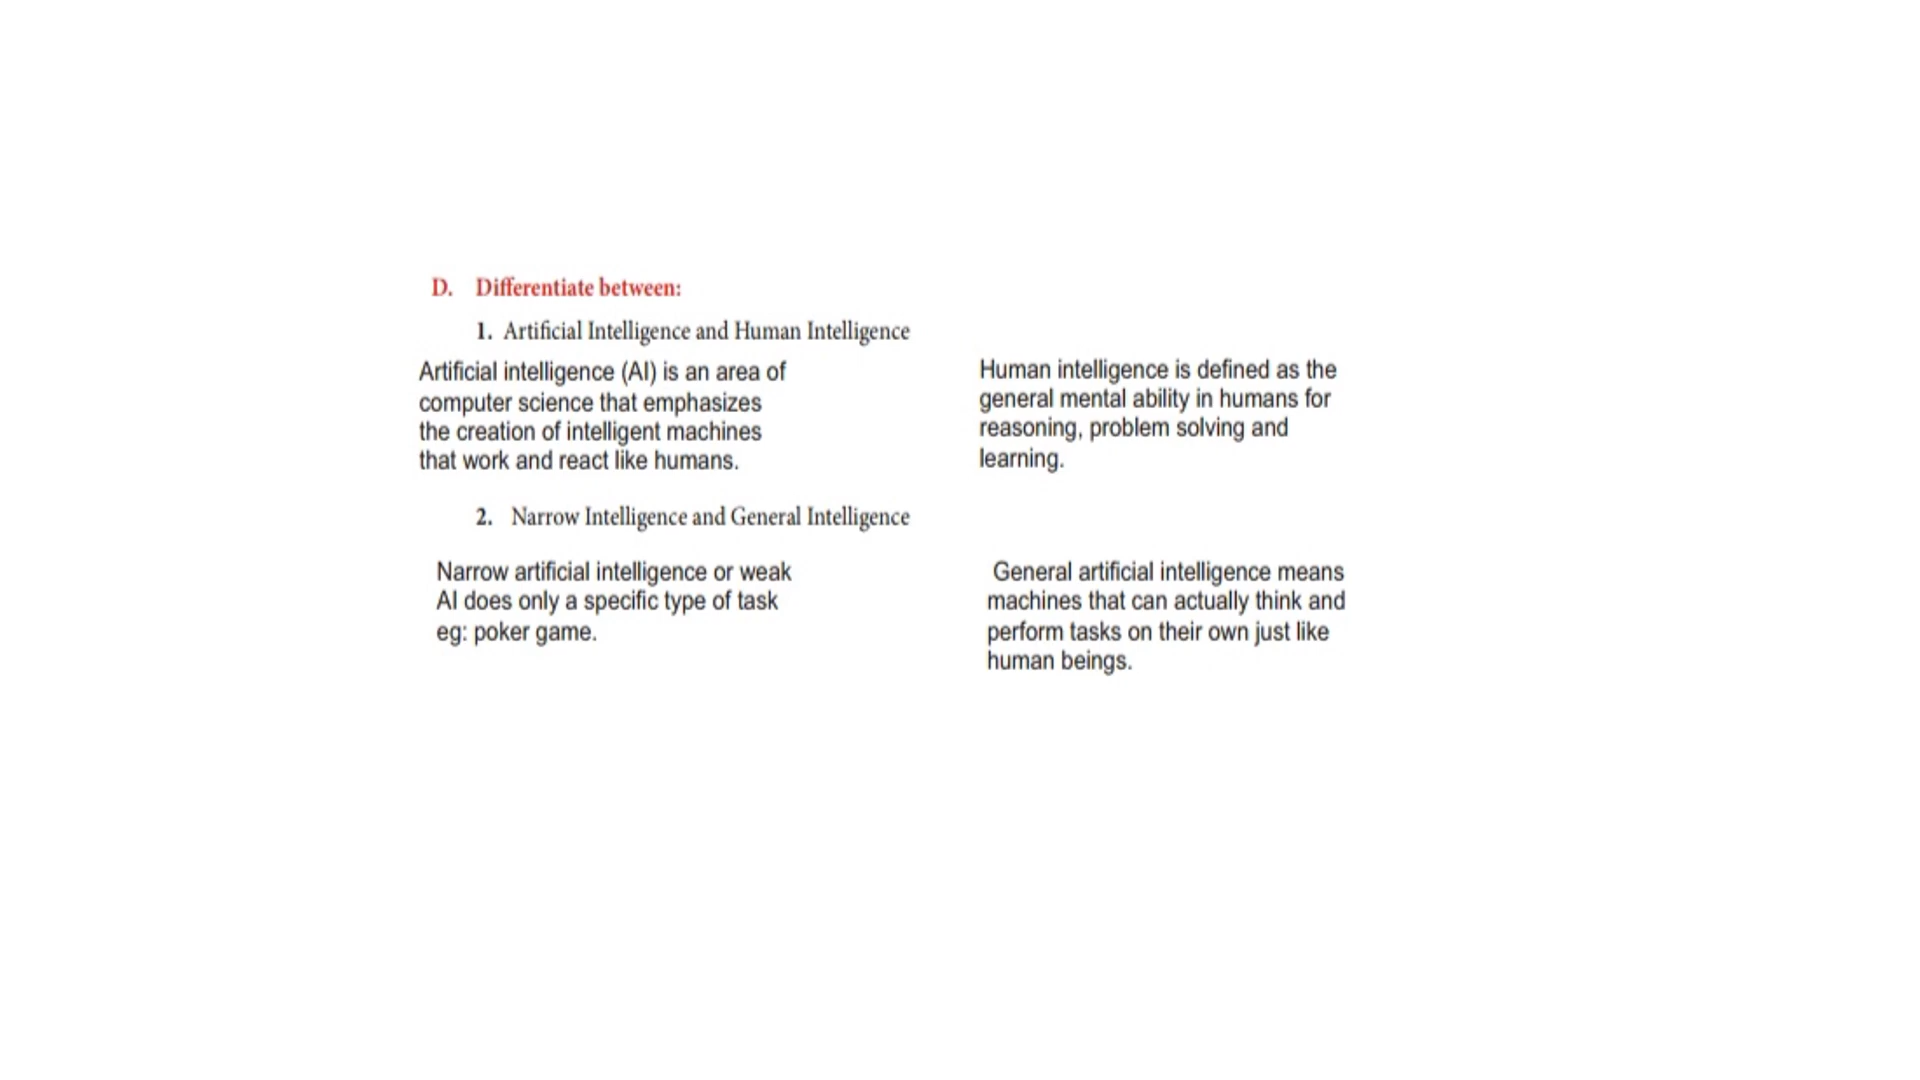 D. Differentiate between:
1. Artificial Intelligence and Human Intelligence
Artificial intelligence (AI) is an area of
computer science that emphasizes
the creation of intelligent machines
that work and react like humans.
Human intelligence is defined as the
general mental ability in humans for
reasoning, problem solving and
learning.
2. Narrow Intelligence and General Intelligence
Narrow artificial intelligence or weak
AI does only a specific type of task
eg: poker game.
General artificial intelligence means
machines that can actually think and
perform tasks on their own just like
human beings.